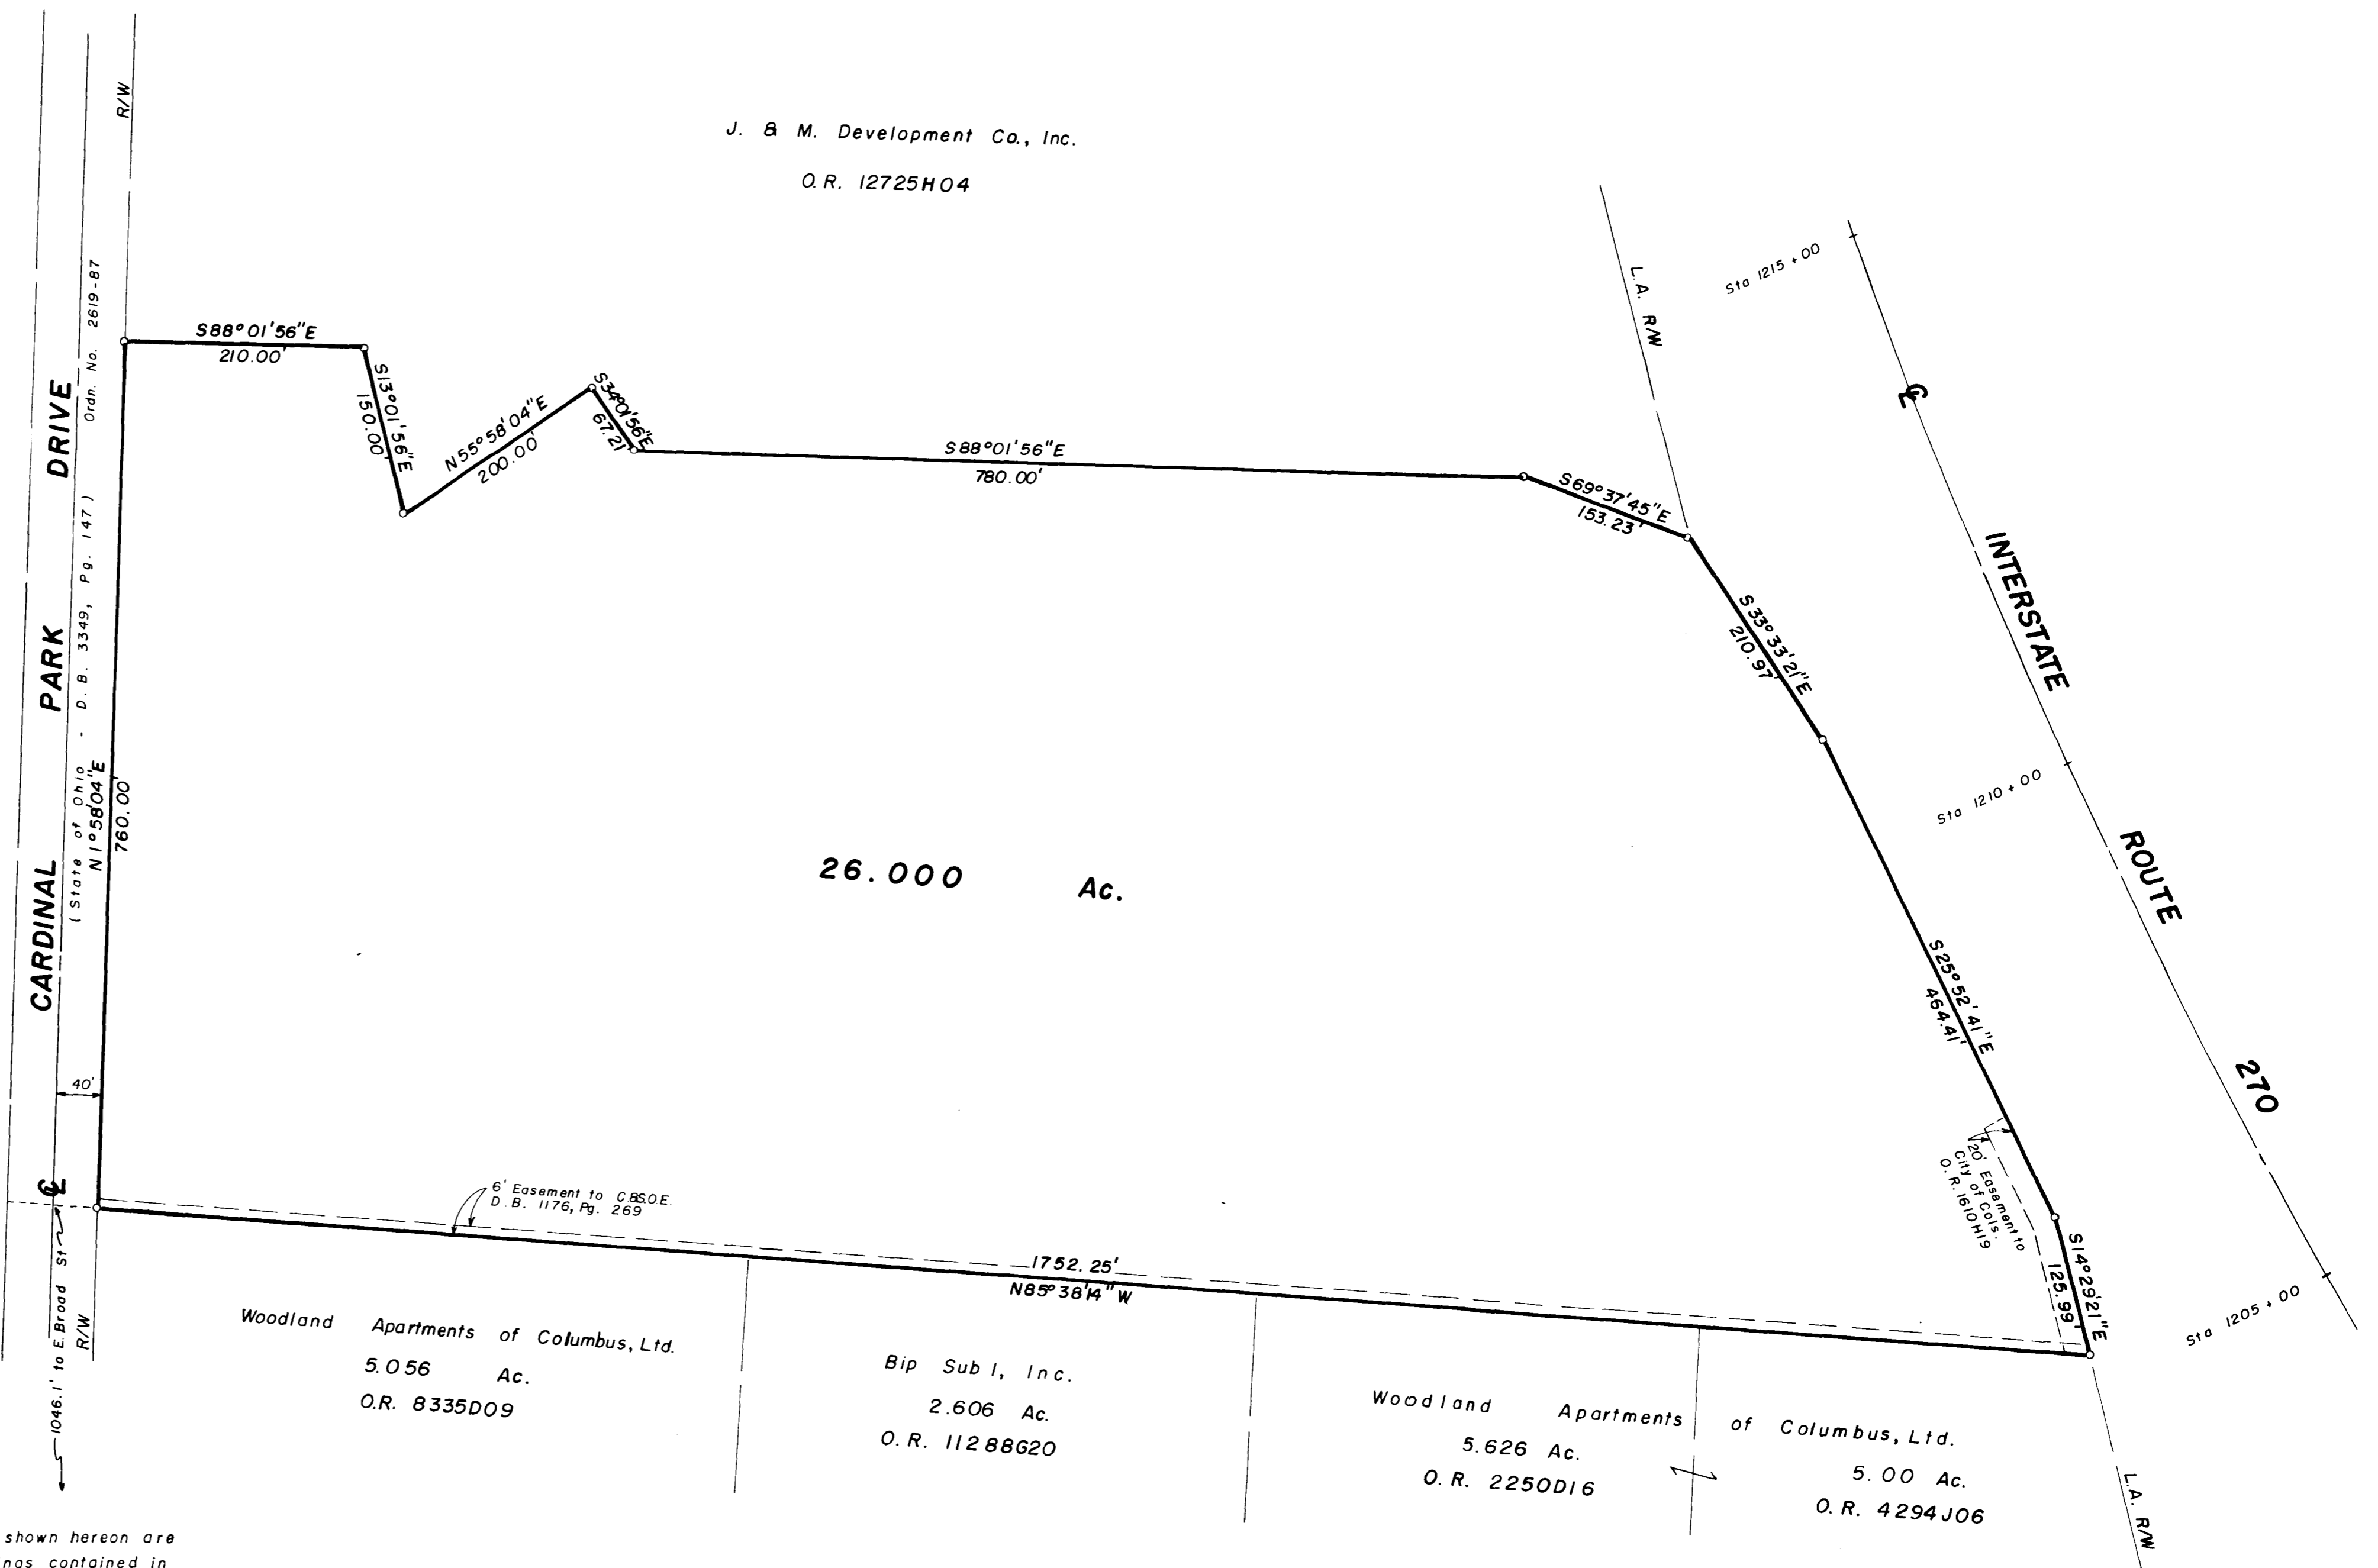 R/W
J. & M. Development Co., Inc.
O.R. 12725H04
CARDINAL PARK DRIVE
(State of Ohio - D.B. 3349, Pg. 147) Ordn. No. 2619-87
S88°01'56"E
210.00'
S13°01'56"E
150.00'
N55°58'04"E
200.00'
S34°01'56"E
67.21'
S88°01'56"E
780.00'
S69°37'45"E
153.23'
L.A. R/W
Sta 1215+00
℄
INTERSTATE ROUTE 270
S33°33'21"E
210.97'
Sta 1210+00
N1°58'04"E
760.00'
26.000 Ac.
S25°52'41"E
464.41'
40'
℄
20' Easement to
City of Cols.
O.R. 1610H19
6' Easement to C.&S.O.E.
D.B. 1176, Pg. 269
S14°29'21"E
125.99'
Sta 1205+00
1752.25'
N85°38'14"W
1046.1' to E. Broad St
R/W
Woodland Apartments of Columbus, Ltd.
5.056 Ac.
O.R. 8335D09
Bip Sub 1, Inc.
2.606 Ac.
O.R. 11288G20
Woodland Apartments of Columbus, Ltd.
5.626 Ac.
O.R. 2250D16
5.00 Ac.
O.R. 4294J06
L.A. R/W
shown hereon are
ngs contained in